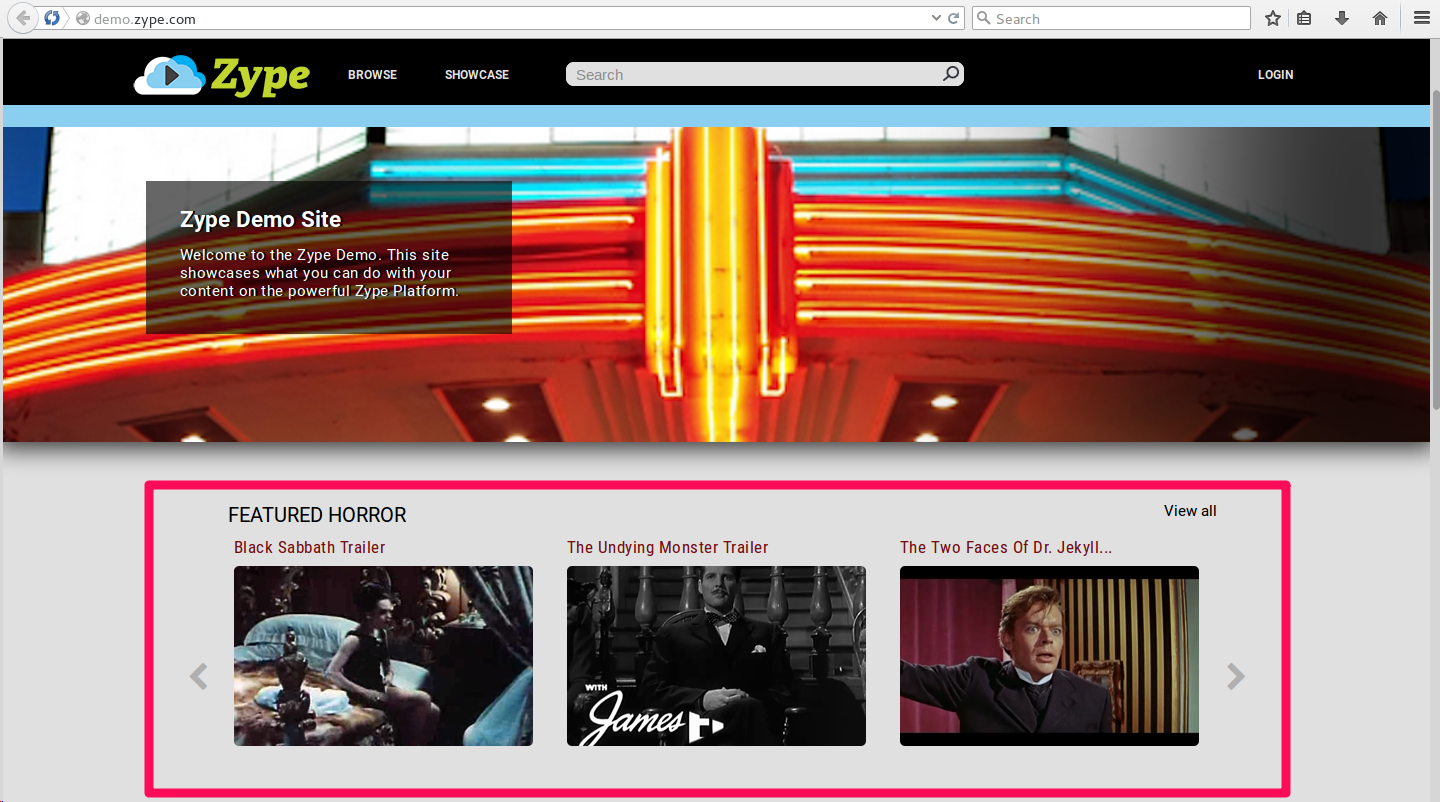 demo.zype.com
Search
Zype
BROWSE
SHOWCASE
Search
LOGIN
Zype Demo Site
Welcome to the Zype Demo. This site
showcases what you can do with your
content on the powerful Zype Platform.
FEATURED HORROR
View all
Black Sabbath Trailer
The Undying Monster Trailer
The Two Faces Of Dr. Jekyll...
WITH
James